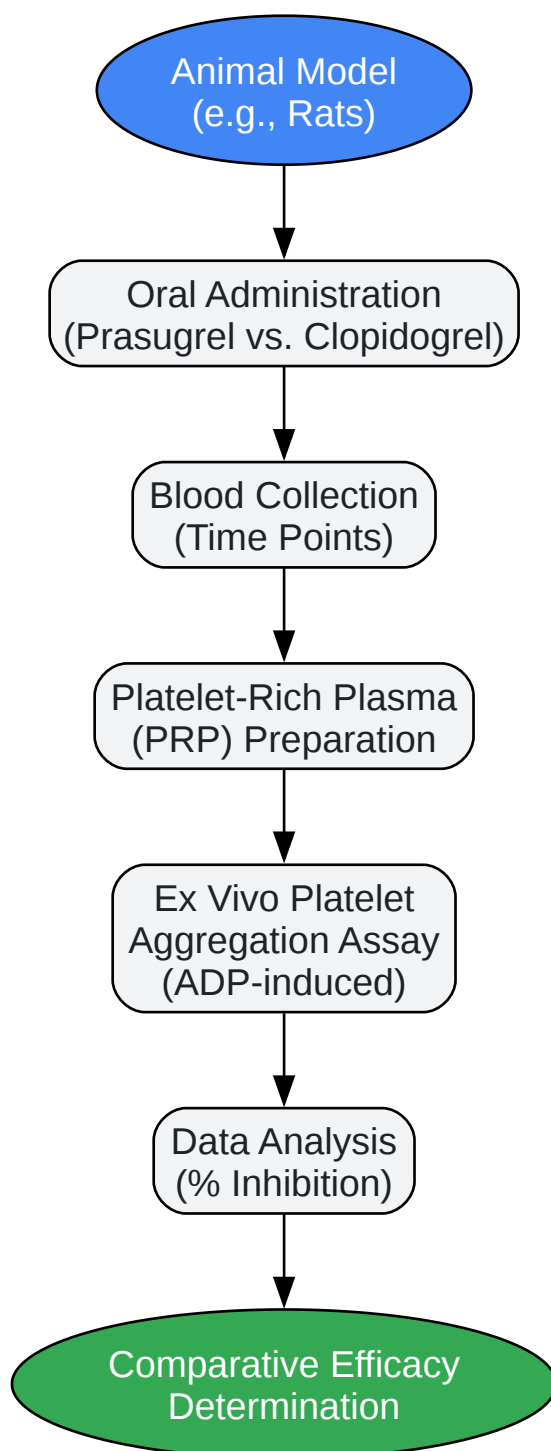 Animal Model
(e.g., Rats)
Oral Administration
(Prasugrel vs. Clopidogrel)
Blood Collection
(Time Points)
Platelet-Rich Plasma
(PRP) Preparation
Ex Vivo Platelet
Aggregation Assay
(ADP-induced)
Data Analysis
(% Inhibition)
Comparative Efficacy
Determination